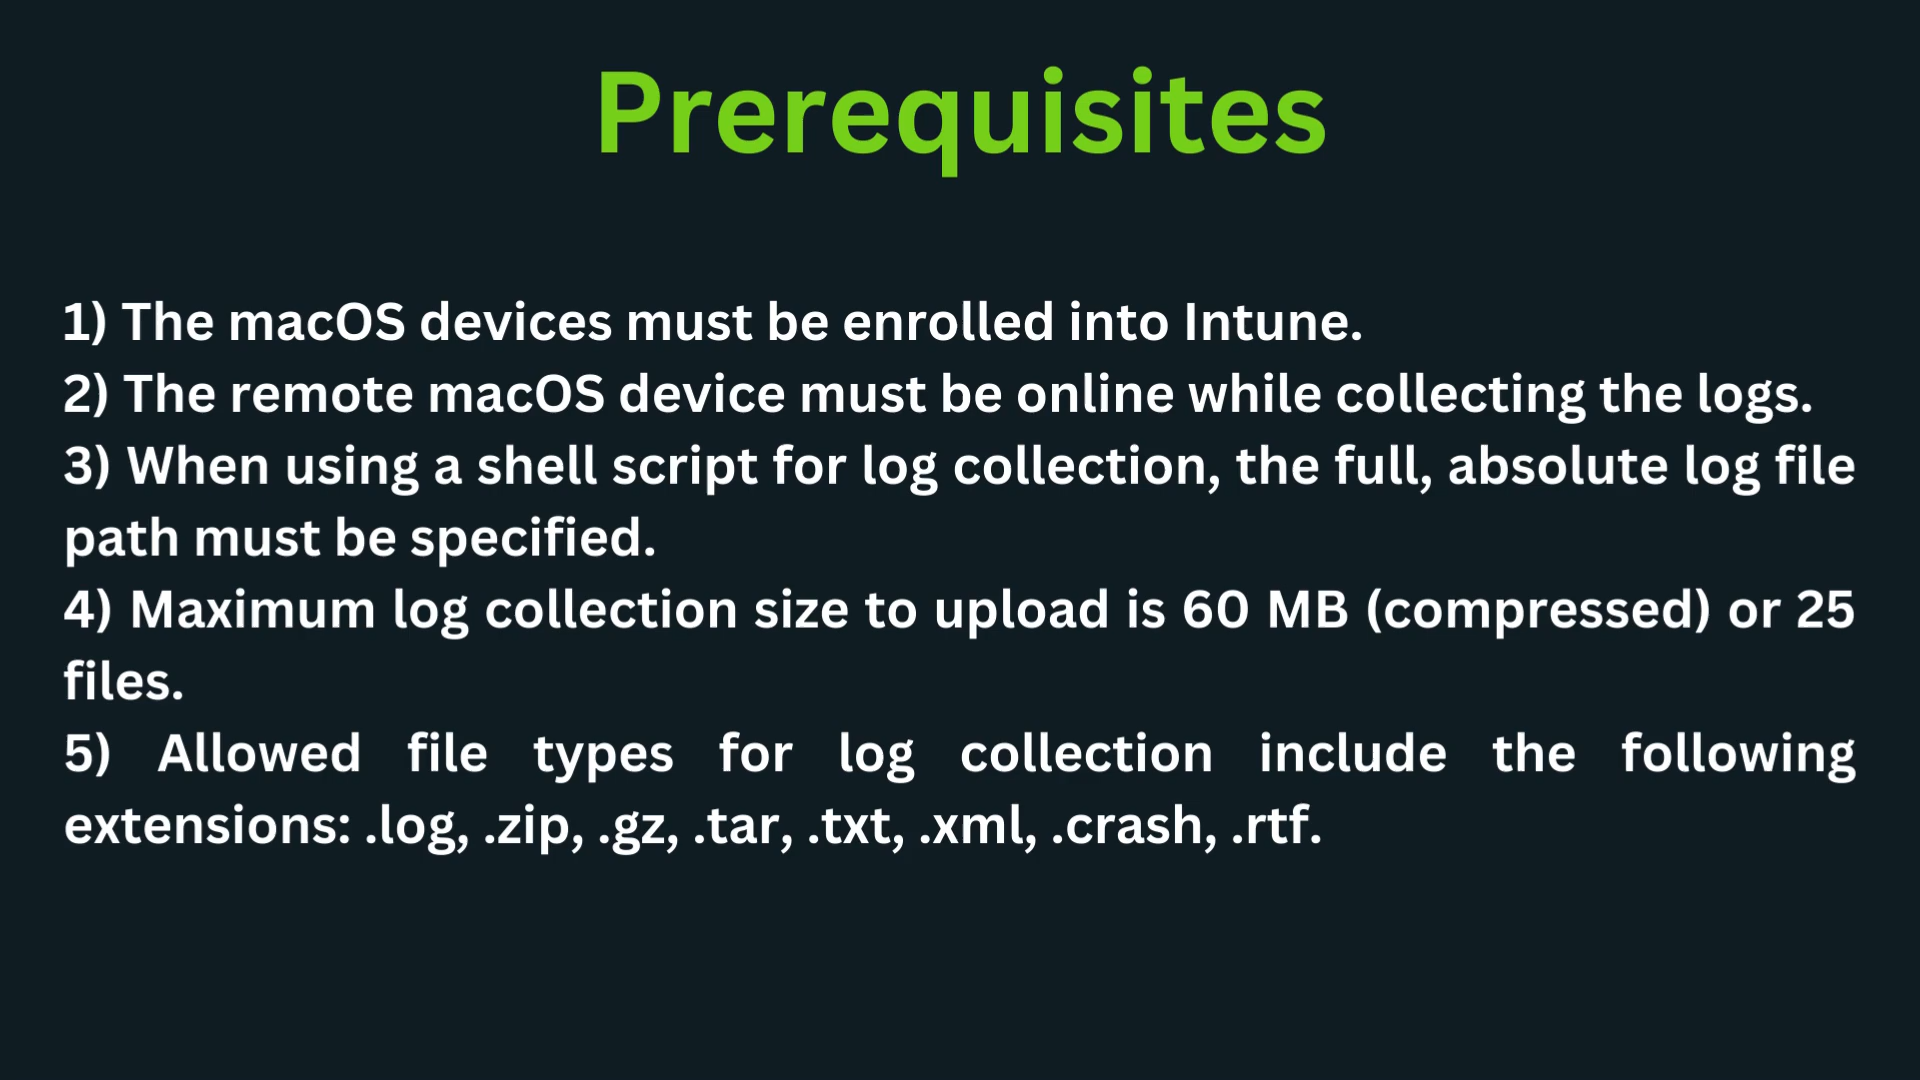 Prerequisites
1) The macOS devices must be enrolled into Intune.
2) The remote macOS device must be online while collecting the logs.
3) When using a shell script for log collection, the full, absolute log file
path must be specified.
4) Maximum log collection size to upload is 60 MB (compressed) or 25
files.
5) Allowed file types for log collection include the following
extensions: .log, .zip, .gz, .tar, .txt, .xml, .crash, .rtf.